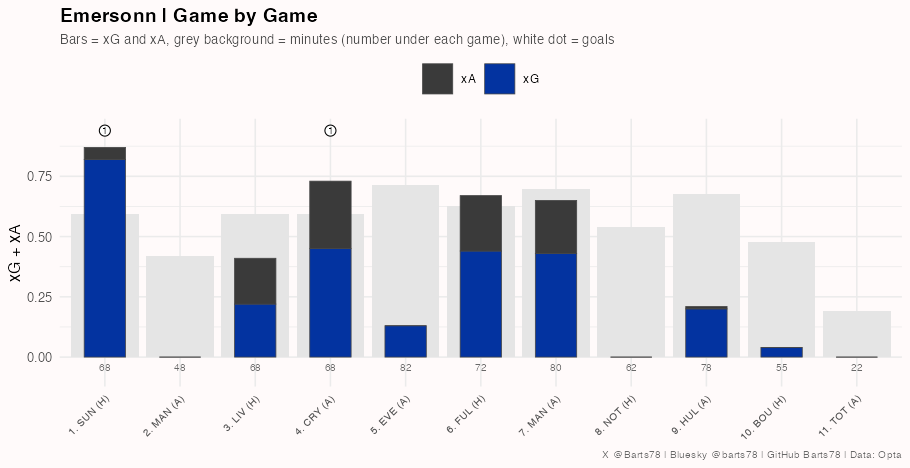 Emersonn | Game by Game
Bars = xG and xA, grey background = minutes (number under each game), white dot = goals
xA xG
1 1
0.75
0.50
0.25
0.00
xG + xA
68 48 68 68 82 72 80 62 78 55 22
1. SUN (H) 2. MAN (A) 3. LIV (H) 4. CRY (A) 5. EVE (A) 6. FUL (H) 7. MAN (A) 8. NOT (H) 9. HUL (A) 10. BOU (H) 11. TOT (A)
X @Barts78 | Bluesky @barts78 | GitHub Barts78 | Data: Opta